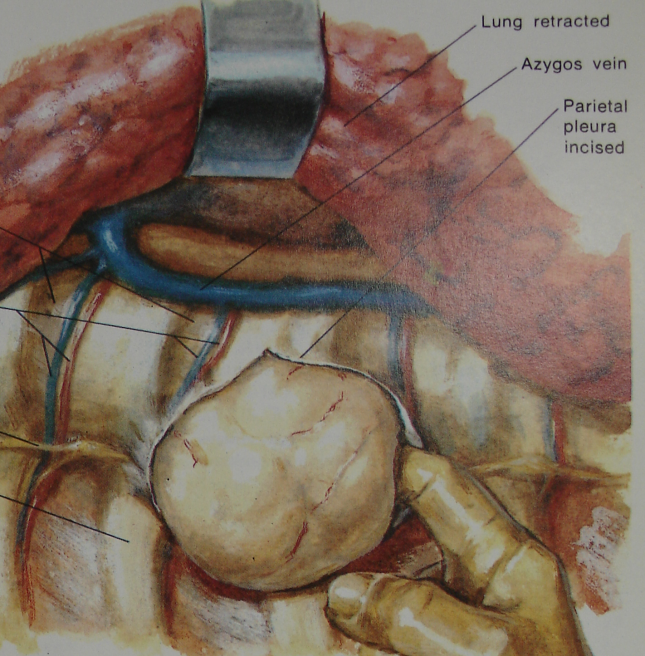 Lung retracted
Azygos vein
Parietal
pleura
incised